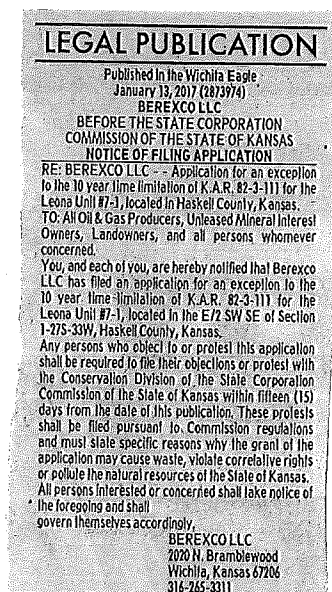 LEGAL PUBLICATION
Published in the Wichita Eagle
January 13, 2017 (2873974)
BEREXCO LLC
BEFORE THE STATE CORPORATION
COMMISSION OF THE STATE OF KANSAS
NOTICE OF FILING APPLICATION
RE: BEREXCO LLC - - Application for an exception
to the 10 year time limitation of K.A.R. 82-3-111 for the
Leona Unit #7-1, located in Haskell County, Kansas.
TO: All Oil & Gas Producers, Unleased Mineral Interest
Owners, Landowners, and all persons whomever
concerned.
You, and each of you, are hereby notified that Berexco
LLC has filed an application for an exception to the
10 year time limitation of K.A.R. 82-3-111 for the
Leona Unit #7-1, located in the E/2 SW SE of Section
1-27S-33W, Haskell County, Kansas.
Any persons who object to or protest this application
shall be required to file their objections or protest with
the Conservation Division of the State Corporation
Commission of the State of Kansas within fifteen (15)
days from the date of this publication. These protests
shall be filed pursuant to Commission regulations
and must state specific reasons why the grant of the
application may cause waste, violate correlative rights
or pollute the natural resources of the State of Kansas.
All persons interested or concerned shall take notice of
the foregoing and shall
govern themselves accordingly,
BEREXCO LLC
2020 N. Bramblewood
Wichita, Kansas 67206
316-265-3311